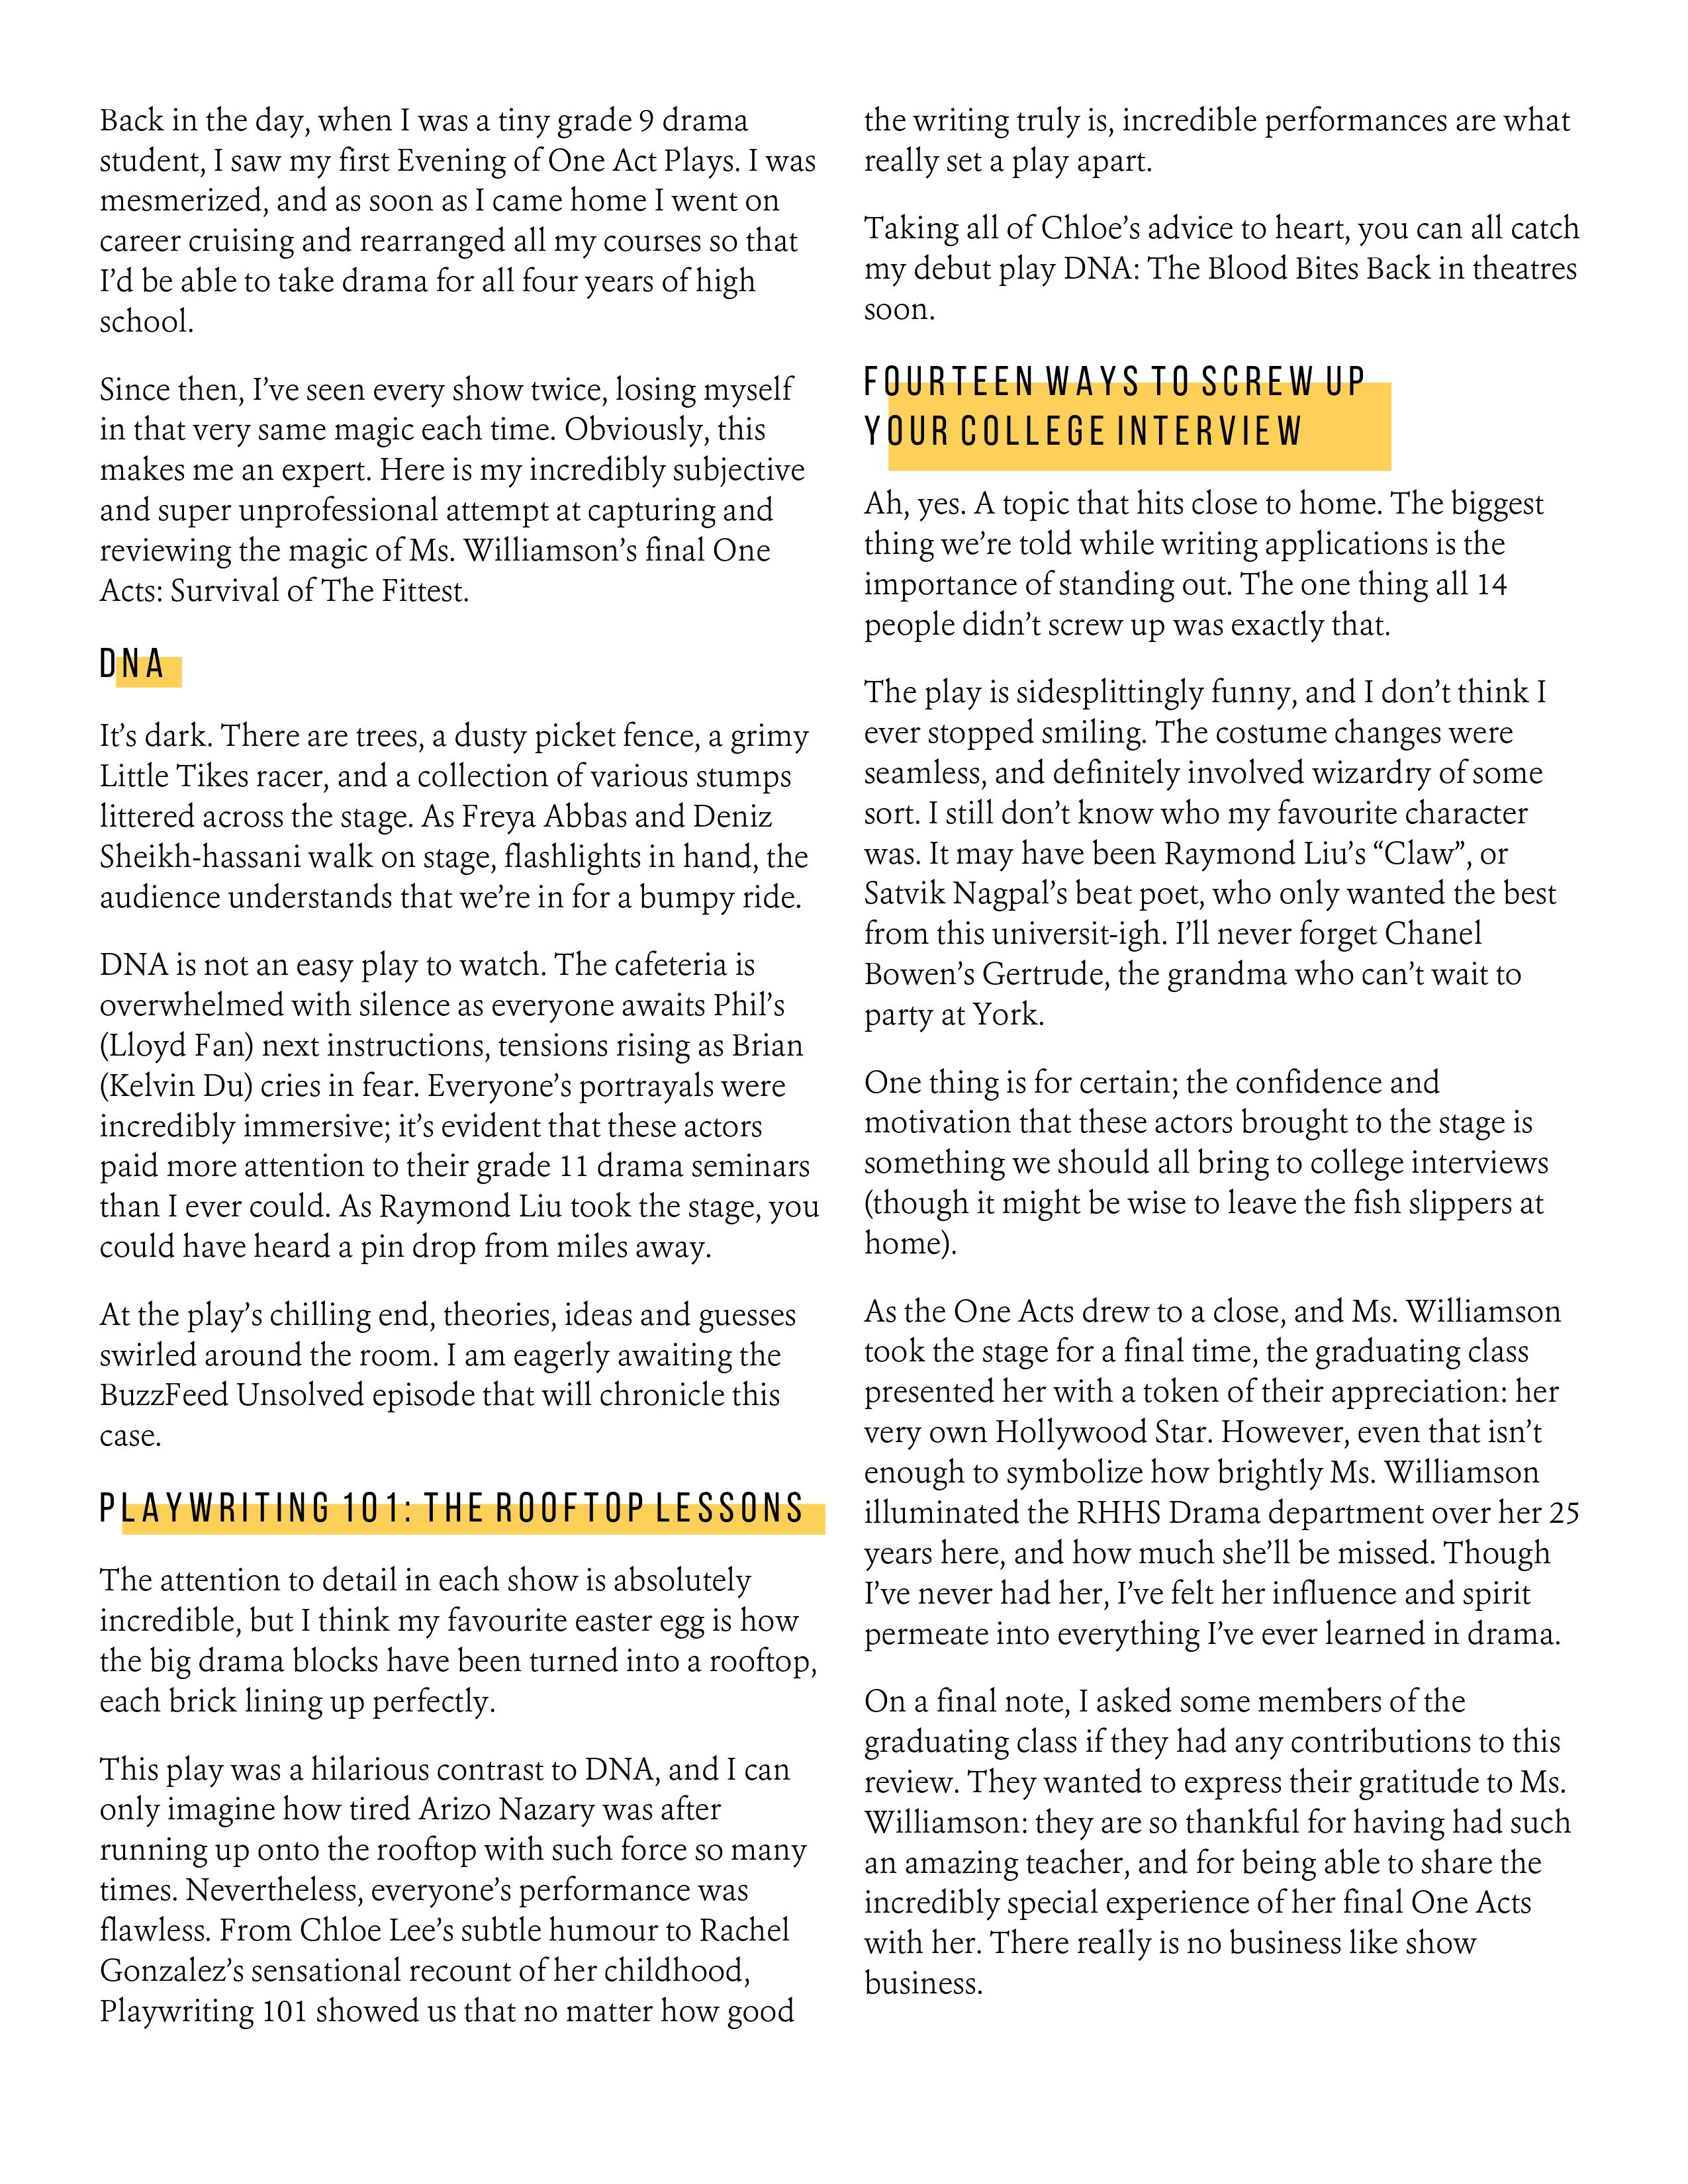 Back in the day, when I was a tiny grade 9 drama
student, I saw my first Evening of One Act Plays. I was
mesmerized, and as soon as I came home I went on
career cruising and rearranged all my courses so that
I’d be able to take drama for all four years of high
school.
Since then, I’ve seen every show twice, losing myself
in that very same magic each time. Obviously, this
makes me an expert. Here is my incredibly subjective
and super unprofessional attempt at capturing and
reviewing the magic of Ms. Williamson’s final One
Acts: Survival of The Fittest.
DNA
It’s dark. There are trees, a dusty picket fence, a grimy
Little Tikes racer, and a collection of various stumps
littered across the stage. As Freya Abbas and Deniz
Sheikh-hassani walk on stage, flashlights in hand, the
audience understands that we’re in for a bumpy ride.
DNA is not an easy play to watch. The cafeteria is
overwhelmed with silence as everyone awaits Phil’s
(Lloyd Fan) next instructions, tensions rising as Brian
(Kelvin Du) cries in fear. Everyone’s portrayals were
incredibly immersive; it’s evident that these actors
paid more attention to their grade 11 drama seminars
than I ever could. As Raymond Liu took the stage, you
could have heard a pin drop from miles away.
At the play’s chilling end, theories, ideas and guesses
swirled around the room. I am eagerly awaiting the
BuzzFeed Unsolved episode that will chronicle this
case.
PLAYWRITING 101: THE ROOFTOP LESSONS
The attention to detail in each show is absolutely
incredible, but I think my favourite easter egg is how
the big drama blocks have been turned into a rooftop,
each brick lining up perfectly.
This play was a hilarious contrast to DNA, and I can
only imagine how tired Arizo Nazary was after
running up onto the rooftop with such force so many
times. Nevertheless, everyone’s performance was
flawless. From Chloe Lee’s subtle humour to Rachel
Gonzalez’s sensational recount of her childhood,
Playwriting 101 showed us that no matter how good
the writing truly is, incredible performances are what
really set a play apart.
Taking all of Chloe’s advice to heart, you can all catch
my debut play DNA: The Blood Bites Back in theatres
soon.
FOURTEEN WAYS TO SCREW UP
YOUR COLLEGE INTERVIEW
Ah, yes. A topic that hits close to home. The biggest
thing we’re told while writing applications is the
importance of standing out. The one thing all 14
people didn’t screw up was exactly that.
The play is sidesplittingly funny, and I don’t think I
ever stopped smiling. The costume changes were
seamless, and definitely involved wizardry of some
sort. I still don’t know who my favourite character
was. It may have been Raymond Liu’s “Claw”, or
Satvik Nagpal’s beat poet, who only wanted the best
from this universit-igh. I’ll never forget Chanel
Bowen’s Gertrude, the grandma who can’t wait to
party at York.
One thing is for certain; the confidence and
motivation that these actors brought to the stage is
something we should all bring to college interviews
(though it might be wise to leave the fish slippers at
home).
As the One Acts drew to a close, and Ms. Williamson
took the stage for a final time, the graduating class
presented her with a token of their appreciation: her
very own Hollywood Star. However, even that isn’t
enough to symbolize how brightly Ms. Williamson
illuminated the RHHS Drama department over her 25
years here, and how much she’ll be missed. Though
I’ve never had her, I’ve felt her influence and spirit
permeate into everything I’ve ever learned in drama.
On a final note, I asked some members of the
graduating class if they had any contributions to this
review. They wanted to express their gratitude to Ms.
Williamson: they are so thankful for having had such
an amazing teacher, and for being able to share the
incredibly special experience of her final One Acts
with her. There really is no business like show
business.